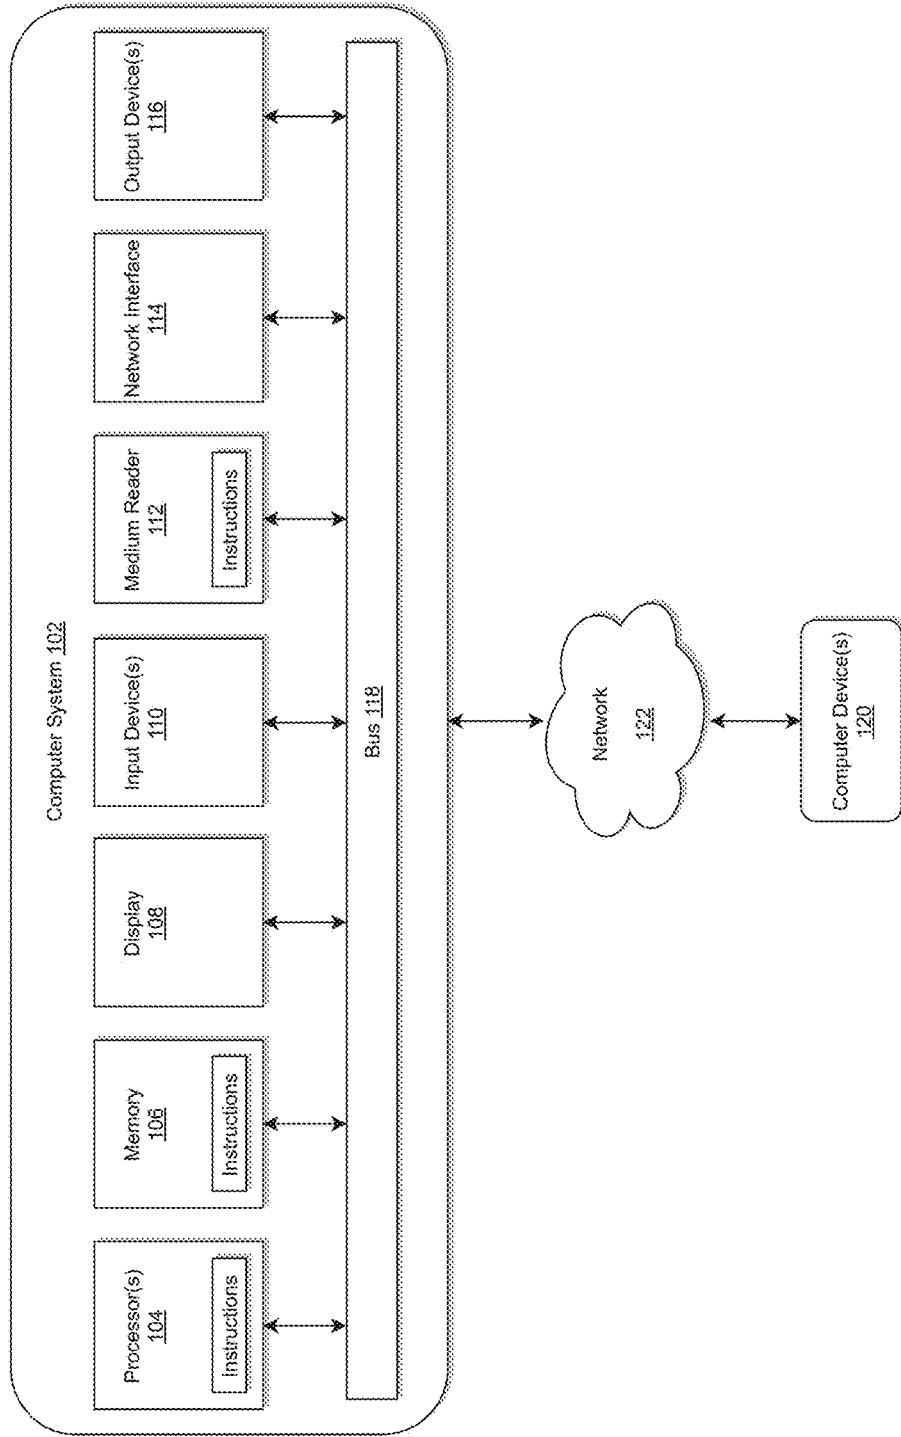 Computer System 102
Processor(s)
104
Instructions
Memory
106
Instructions
Display
108
Input Device(s)
110
Medium Reader
112
Instructions
Network Interface
114
Output Device(s)
116
Bus 118
Network
122
Computer Device(s)
120